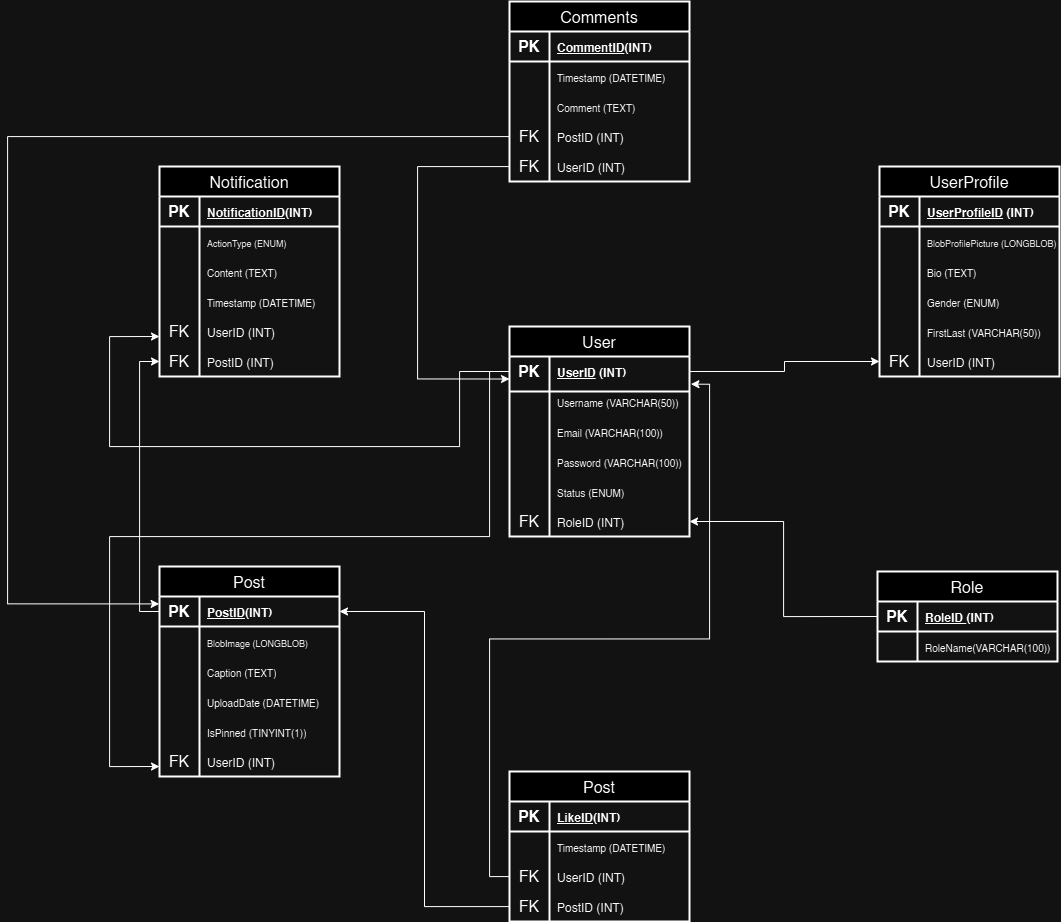 Comments
PK CommentID(INT)
Timestamp (DATETIME)
Comment (TEXT)
FK PostID (INT)
FK UserID (INT)
Notification
PK NotificationID(INT)
ActionType (ENUM)
Content (TEXT)
Timestamp (DATETIME)
FK UserID (INT)
FK PostID (INT)
UserProfile
PK UserProfileID (INT)
BlobProfilePicture (LONGBLOB)
Bio (TEXT)
Gender (ENUM)
FirstLast (VARCHAR(50))
FK UserID (INT)
User
PK UserID (INT)
Username (VARCHAR(50))
Email (VARCHAR(100))
Password (VARCHAR(100))
Status (ENUM)
FK RoleID (INT)
Post
PK PostID(INT)
BlobImage (LONGBLOB)
Caption (TEXT)
UploadDate (DATETIME)
IsPinned (TINYINT(1))
FK UserID (INT)
Role
PK RoleID (INT)
RoleName(VARCHAR(100))
Post
PK LikeID(INT)
Timestamp (DATETIME)
FK UserID (INT)
FK PostID (INT)